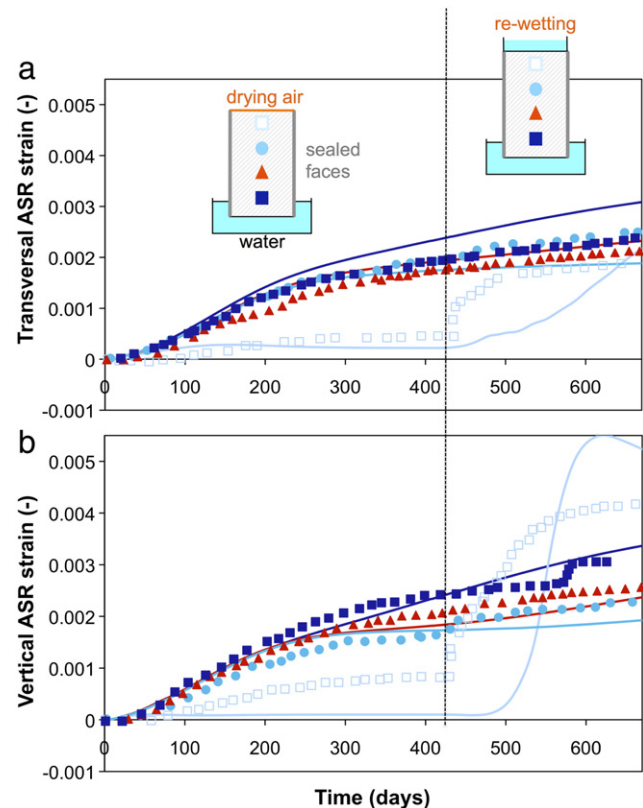 re-wetting
a
0.005
drying air
0.004
sealed
faces
Transversal ASR strain (-)
0.003
water
0.002
0.001
0
0 100 200 300 400 500 600
-0.001
b
0.005
0.004
Vertical ASR strain (-)
0.003
0.002
0.001
0
0 100 200 300 400 500 600
-0.001
Time (days)